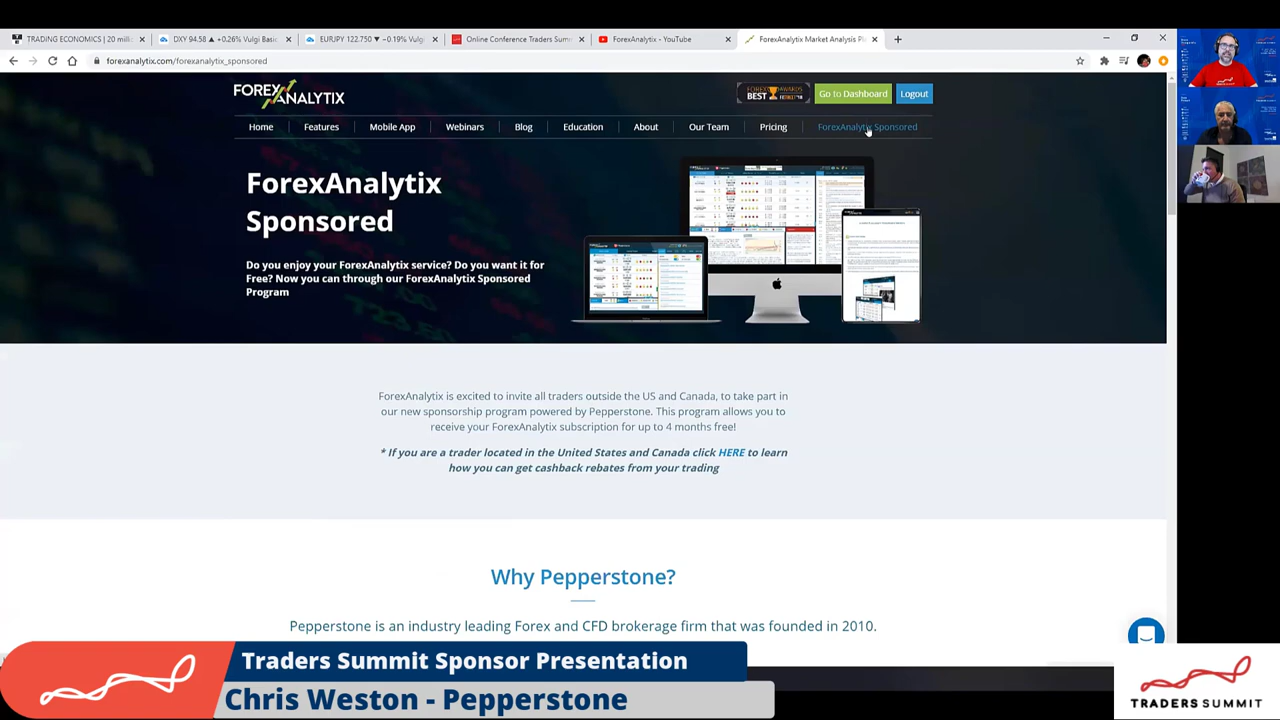 TRADING ECONOMICS | 20 milli
DXY 94.58 ▲ +0.26% Vulgi Basic
EURJPY 122.750 ▼ −0.19% Vulgi
Online Conference Traders Summ
ForexAnalytix - YouTube
ForexAnalytix Market Analysis Pl
forexanalytix.com/forexanalytix_sponsored
FOREX ANALYTIX
BEST
Go to Dashboard
Logout
Home
Features
Mobile App
Webinars
Blog
Education
About
Our Team
Pricing
ForexAnalytix Sponsored
ForexAnalytix
Sponsored
Do you enjoy our ForexAnalytix service? Do you want it for
free? Now you can through our ForexAnalytix Sponsored
Program
ForexAnalytix is excited to invite all traders outside the US and Canada, to take part in
our new sponsorship program powered by Pepperstone. This program allows you to
receive your ForexAnalytix subscription for up to 4 months free!
* If you are a trader located in the United States and Canada click HERE to learn
how you can get cashback rebates from your trading
Why Pepperstone?
Pepperstone is an industry leading Forex and CFD brokerage firm that was founded in 2010.
Traders Summit Sponsor Presentation
Chris Weston - Pepperstone
TRADERS SUMMIT